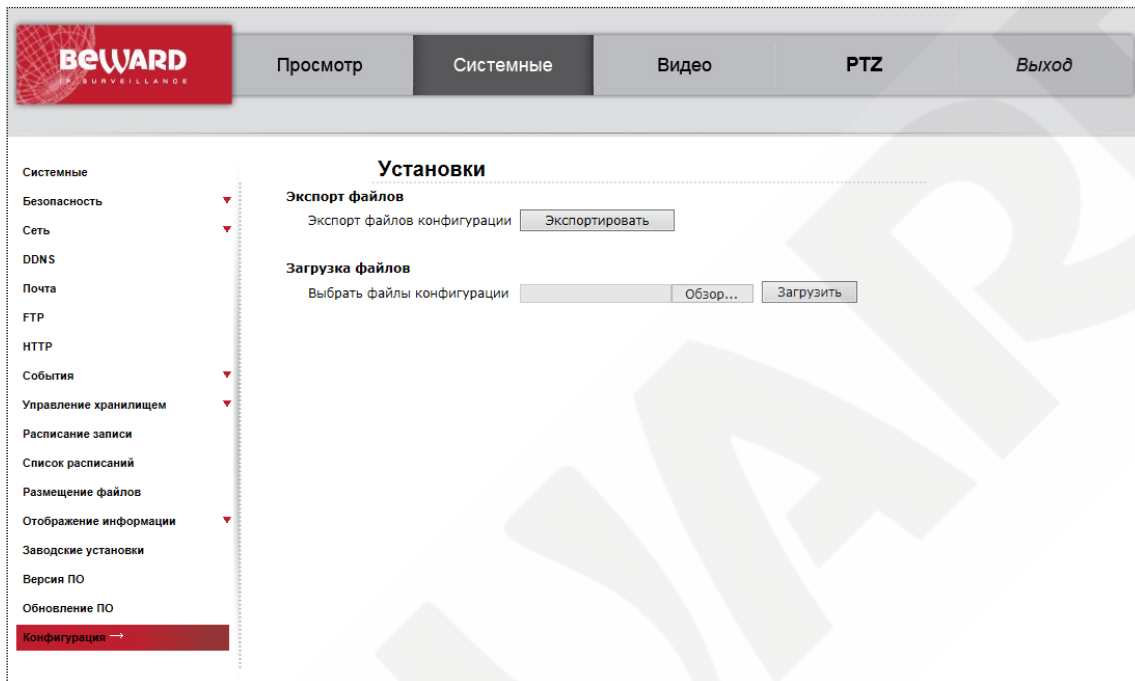 BEWARD
IP SURVEILLANCE
Просмотр
Системные
Видео
PTZ
Выход
Системные
Безопасность
Сеть
DDNS
Почта
FTP
HTTP
События
Управление хранилищем
Расписание записи
Список расписаний
Размещение файлов
Отображение информации
Заводские установки
Версия ПО
Обновление ПО
Конфигурация →
Установки
Экспорт файлов
Экспорт файлов конфигурации Экспортировать
Загрузка файлов
Выбрать файлы конфигурации Обзор... Загрузить